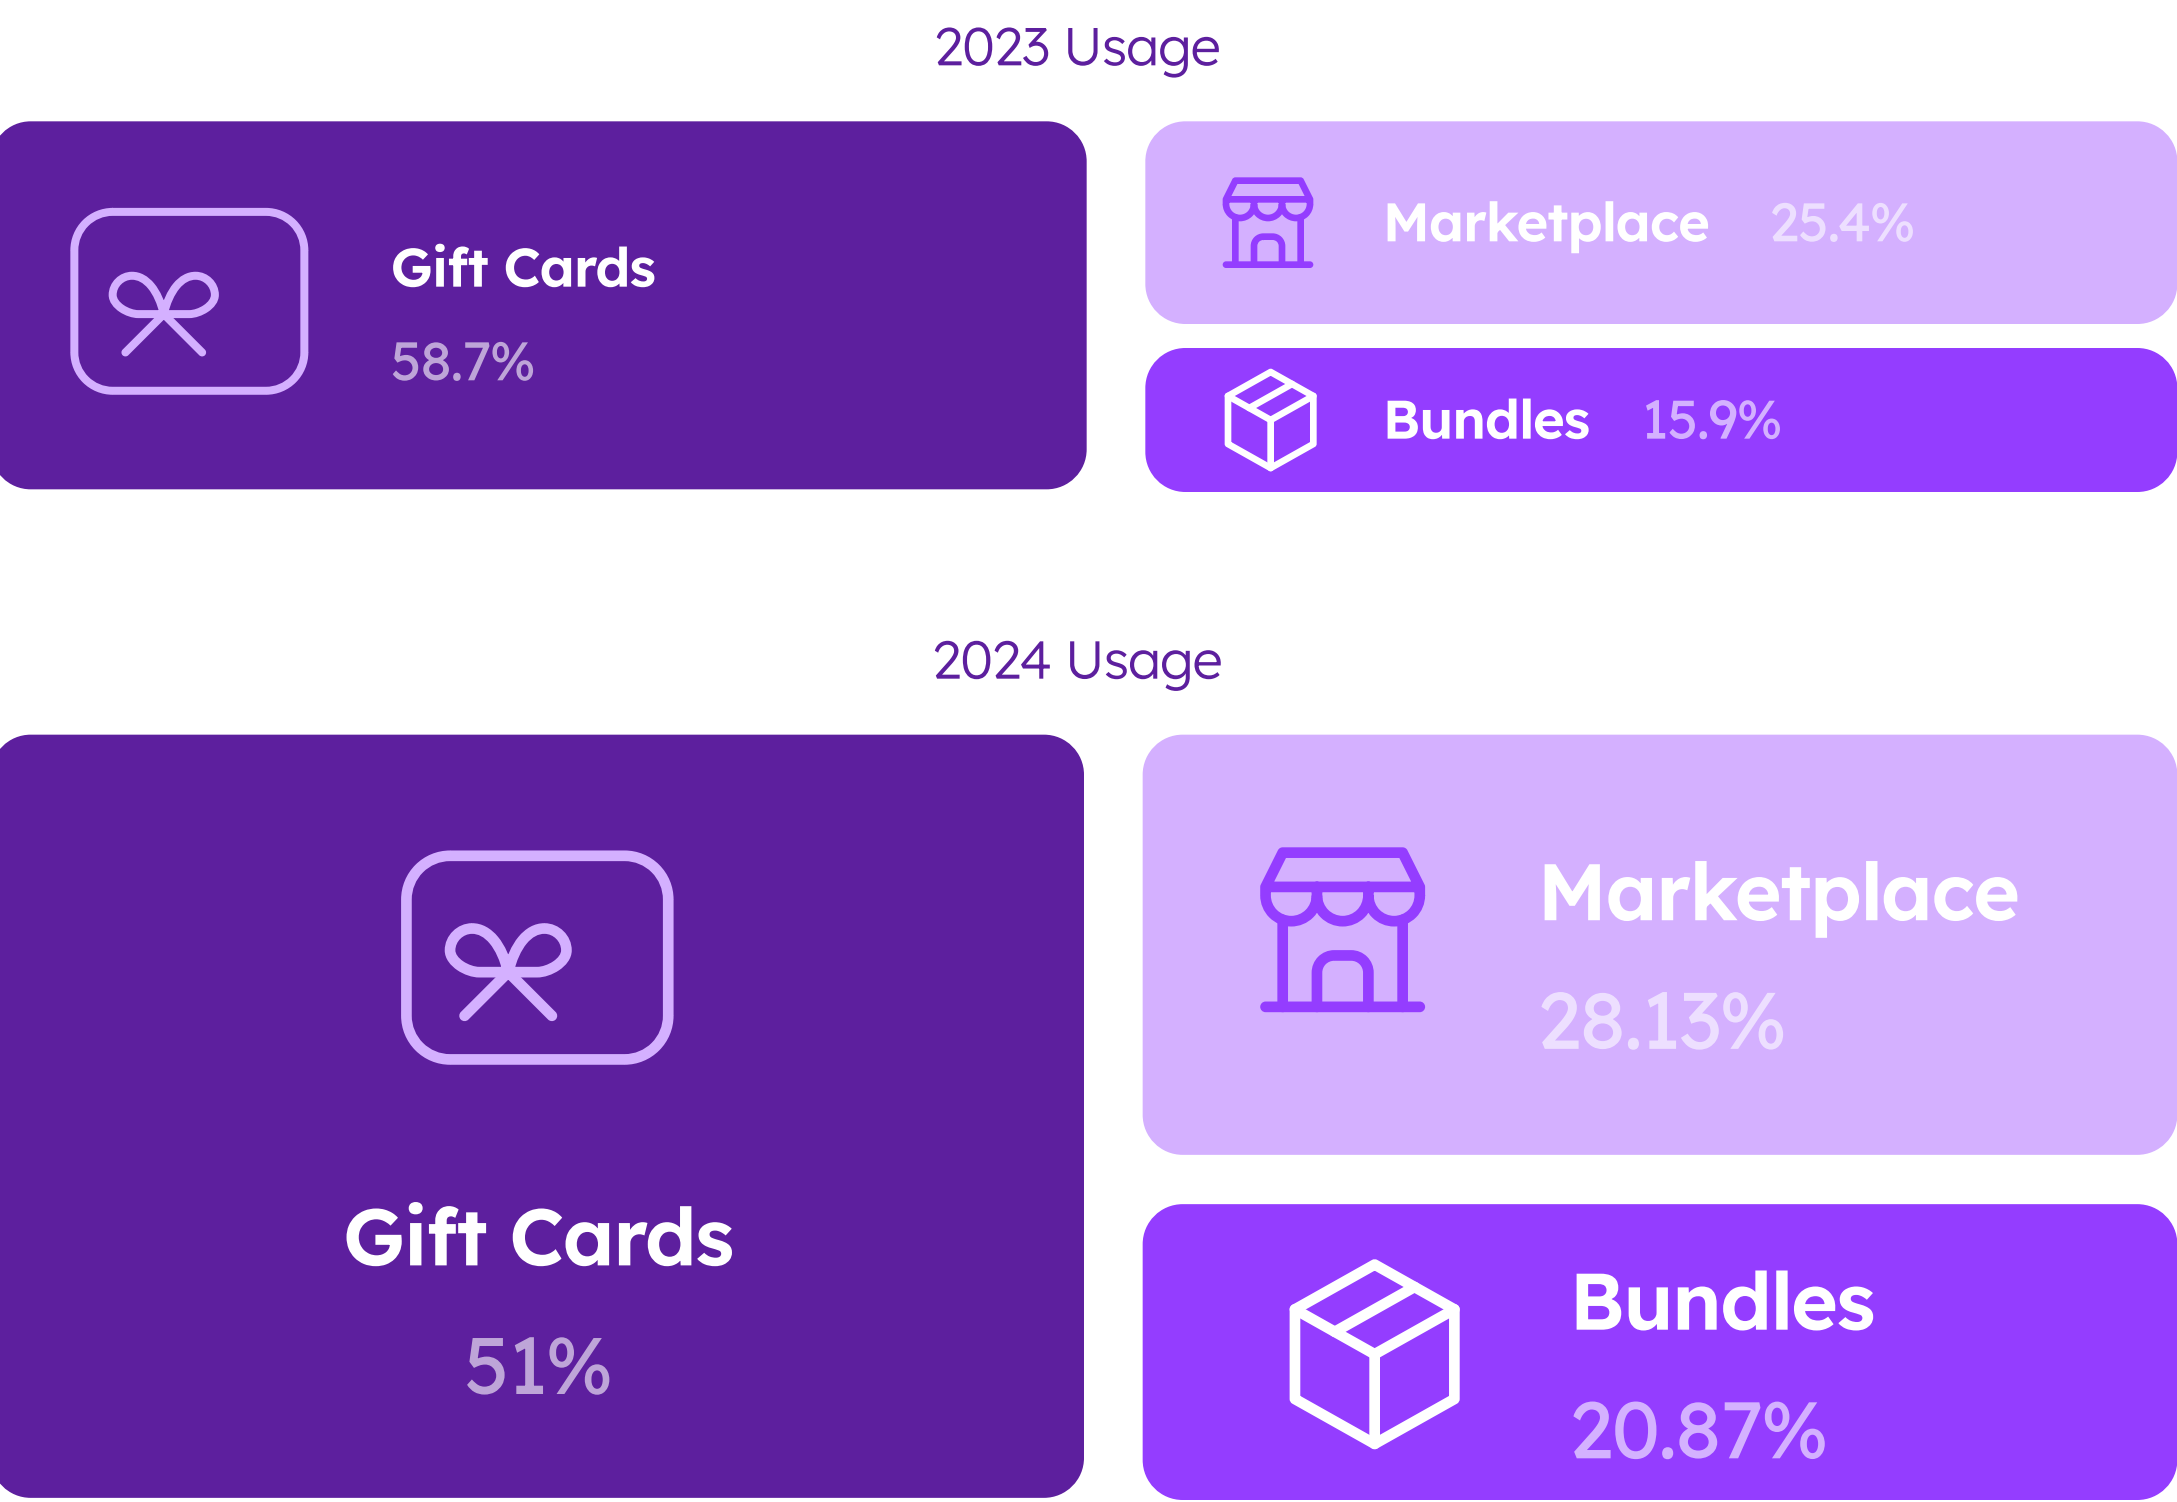 2023 Usage
Gift Cards
58.7%
Marketplace 25.4%
Bundles 15.9%
2024 Usage
Gift Cards
51%
Marketplace
28.13%
Bundles
20.87%